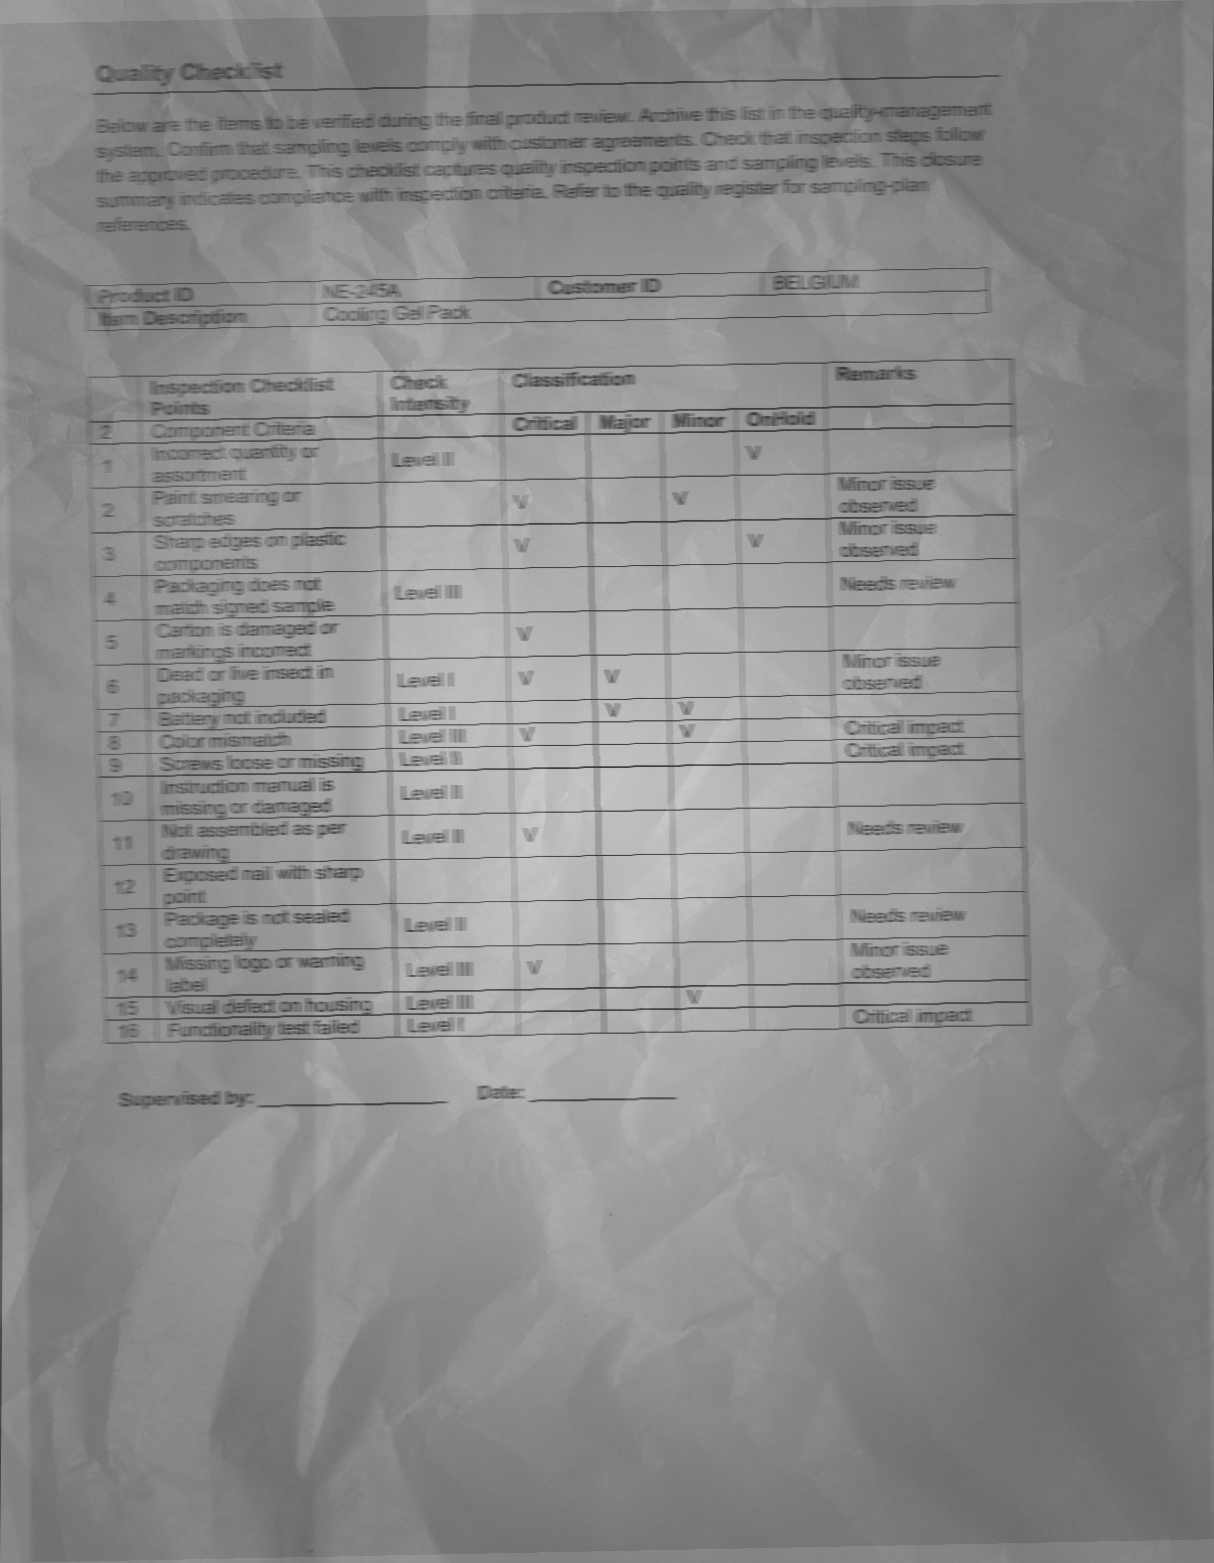 Quality Checklist
Below are the items to be verified during the final product review. Archive this list in the quality-management
system. Confirm that sampling levels comply with customer agreements. Check that inspection steps follow
the approved procedure. This checklist captures quality inspection points and sampling levels. This closure
summary indicates compliance with inspection criteria. Refer to the quality register for sampling-plan
references.
Product ID NE-245A Customer ID BELGIUM
Item Description Cooling Gel Pack
Inspection Checklist Points Check Intensity Classification Remarks
2 Component Criteria Critical Major Minor OnHold
1 Incorrect quantity or assortment Level II V
2 Paint smearing or scratches V V Minor issue observed
3 Sharp edges on plastic components V V Minor issue observed
4 Packaging does not match signed sample Level III Needs review
5 Carton is damaged or markings incorrect V
6 Dead or live insect in packaging Level I V V Minor issue observed
7 Battery not included Level I V V
8 Color mismatch Level III V V Critical impact
9 Screws loose or missing Level II Critical impact
10 Instruction manual is missing or damaged Level II
11 Not assembled as per drawing Level II V Needs review
12 Exposed nail with sharp point
13 Package is not sealed completely Level II Needs review
14 Missing logo or warning label Level III V Minor issue observed
15 Visual defect on housing Level III V
16 Functionality test failed Level I Critical impact
Supervised by: Date: